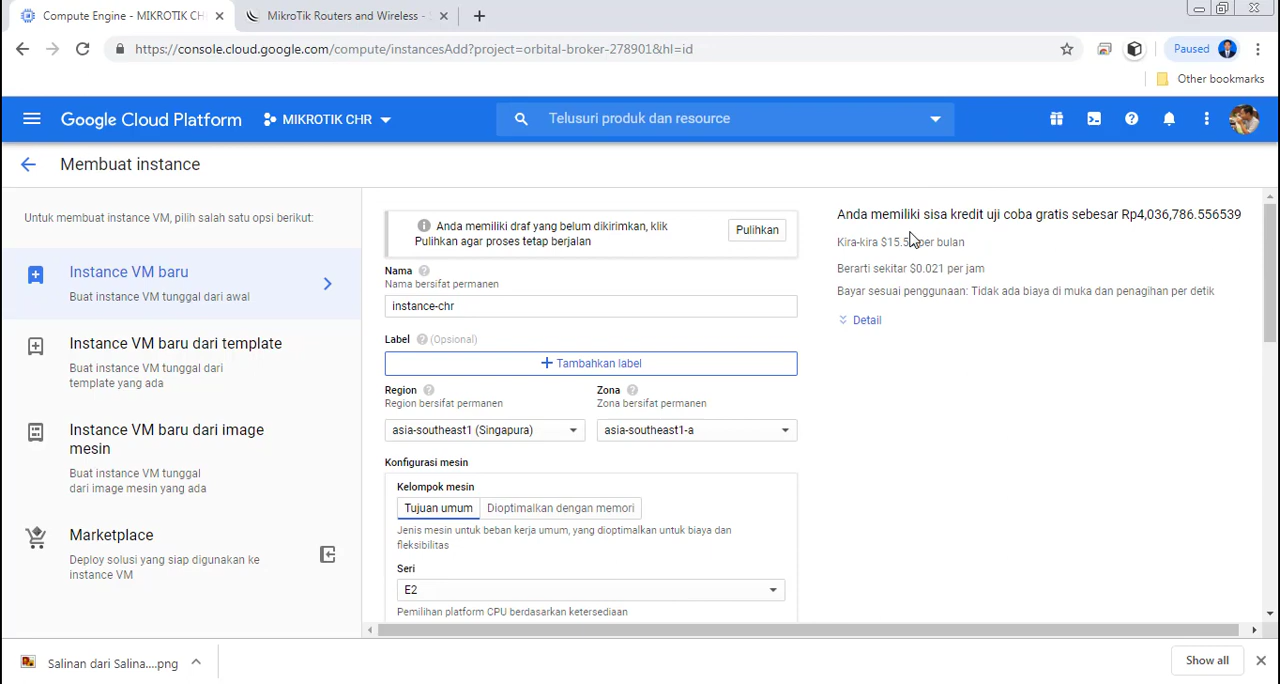 Compute Engine - MIKROTIK CH
MikroTik Routers and Wireless -
https://console.cloud.google.com/compute/instancesAdd?project=orbital-broker-278901&hl=id
Paused
Other bookmarks
Google Cloud Platform
MIKROTIK CHR
Telusuri produk dan resource
Membuat instance
Untuk membuat instance VM, pilih salah satu opsi berikut:
Instance VM baru
Buat instance VM tunggal dari awal
Instance VM baru dari template
Buat instance VM tunggal dari
template yang ada
Instance VM baru dari image
mesin
Buat instance VM tunggal
dari image mesin yang ada
Marketplace
Deploy solusi yang siap digunakan ke
instance VM
Anda memiliki draf yang belum dikirimkan, klik
Pulihkan agar proses tetap berjalan
Pulihkan
Nama
Nama bersifat permanen
instance-chr
Label (Opsional)
Tambahkan label
Region
Region bersifat permanen
asia-southeast1 (Singapura)
Zona
Zona bersifat permanen
asia-southeast1-a
Konfigurasi mesin
Kelompok mesin
Tujuan umum
Dioptimalkan dengan memori
Jenis mesin untuk beban kerja umum, yang dioptimalkan untuk biaya dan
fleksibilitas
Seri
E2
Pemilihan platform CPU berdasarkan ketersediaan
Anda memiliki sisa kredit uji coba gratis sebesar Rp4,036,786.556539
Kira-kira per bulan
Berarti sekitar $0.021 per jam
Bayar sesuai penggunaan: Tidak ada biaya di muka dan penagihan per detik
Detail
Salinan dari Salina....png
Show all